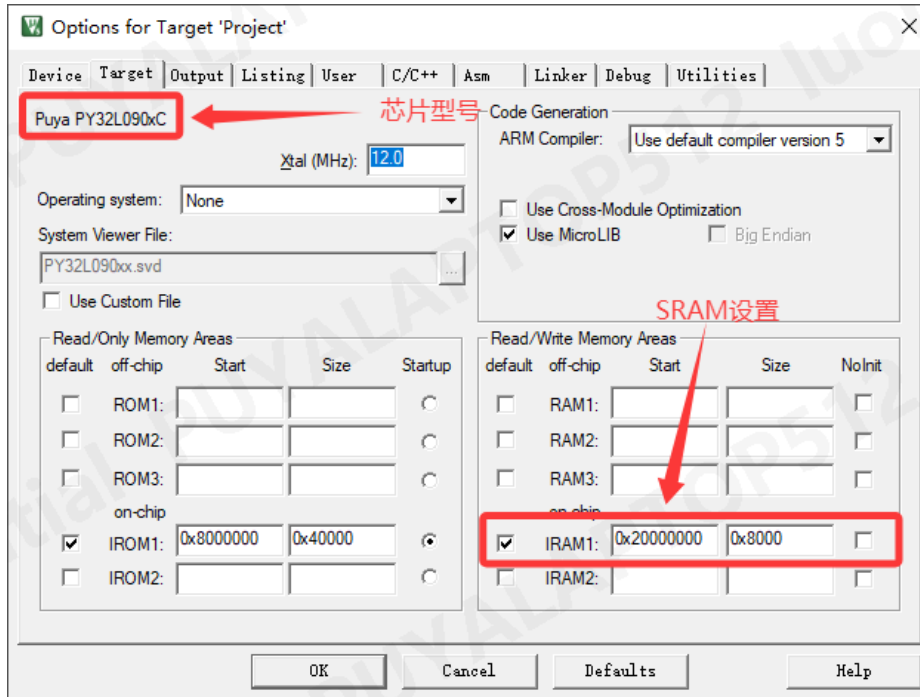 Options for Target 'Project'
Device Target Output Listing User C/C++ Asm Linker Debug Utilities
Puya PY32L090xC
芯片型号
Xtal (MHz): 12.0
Operating system: None
System Viewer File:
PY32L090xx.svd
...
Use Custom File
Code Generation
ARM Compiler: Use default compiler version 5
Use Cross-Module Optimization
Use MicroLIB Big Endian
SRAM设置
Read/Only Memory Areas
default off-chip Start Size Startup
ROM1:
ROM2:
ROM3:
on-chip
IROM1: 0x8000000 0x40000
IROM2:
Read/Write Memory Areas
default off-chip Start Size NoInit
RAM1:
RAM2:
RAM3:
on-chip
IRAM1: 0x20000000 0x8000
IRAM2:
OK Cancel Defaults Help
PUYALAPTOP512 luo